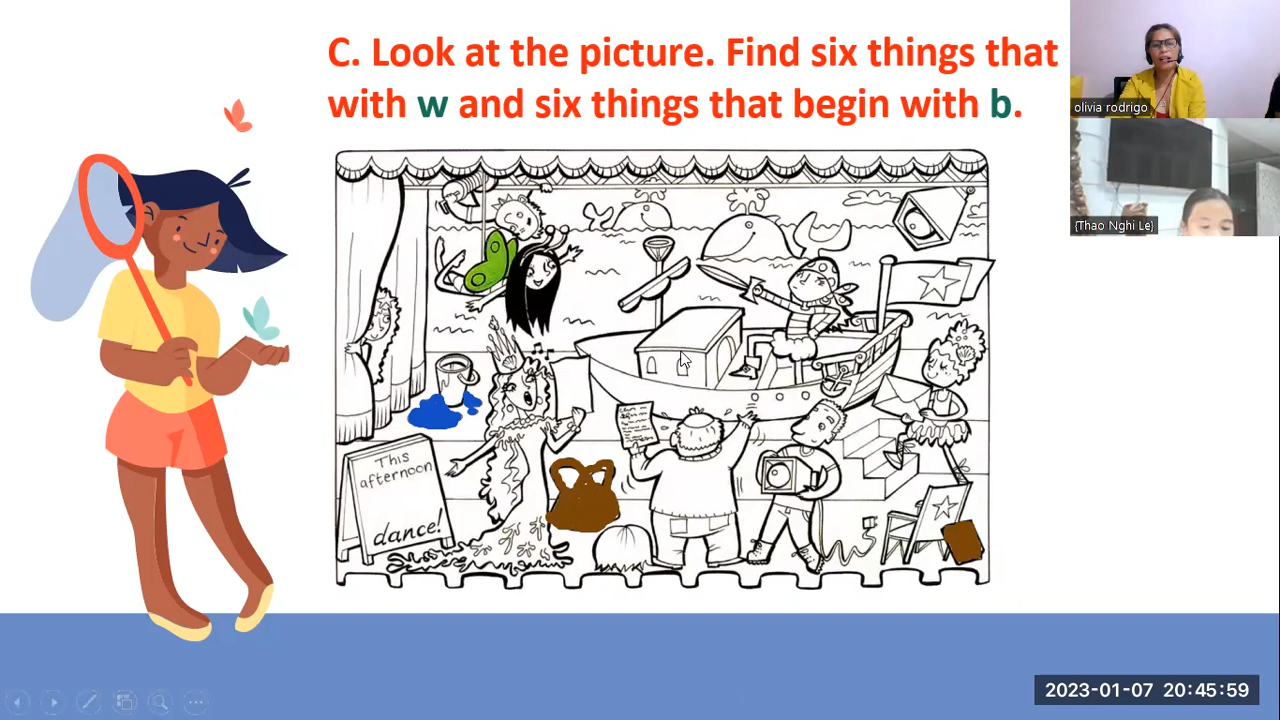 C. Look at the picture. Find six things that
with w and six things that begin with b.
olivia rodrigo
{Thao Nghi Le}
This
afternoon
dance!
2023-01-07 20:45:59